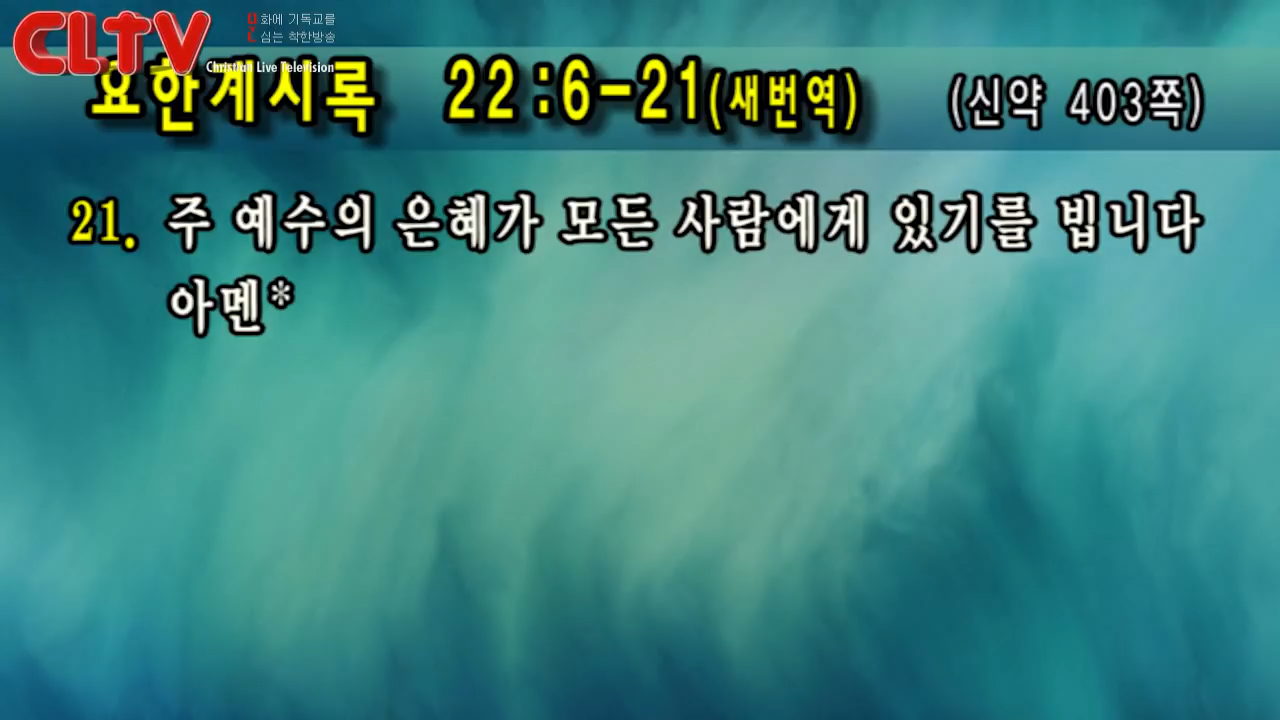 CLTV
문 화에 기독교를
심는 착한방송
Christian Live Television
요한계시록 22:6-21(새번역) (신약 403쪽)
21. 주 예수의 은혜가 모든 사람에게 있기를 빕니다
아멘*